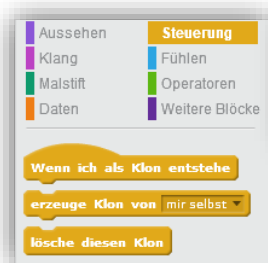 Aussehen Steuerung
Klang Fühlen
Malstift Operatoren
Daten Weitere Blöcke
Wenn ich als Klon entstehe
erzeuge Klon von mir selbst
lösche diesen Klon